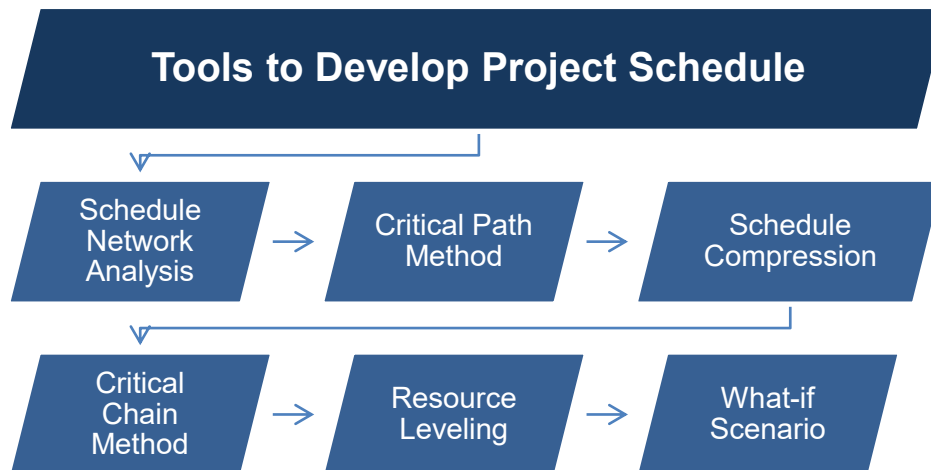 Tools to Develop Project Schedule
Schedule
Network
Analysis
Critical Path
Method
Schedule
Compression
Critical
Chain
Method
Resource
Leveling
What-if
Scenario